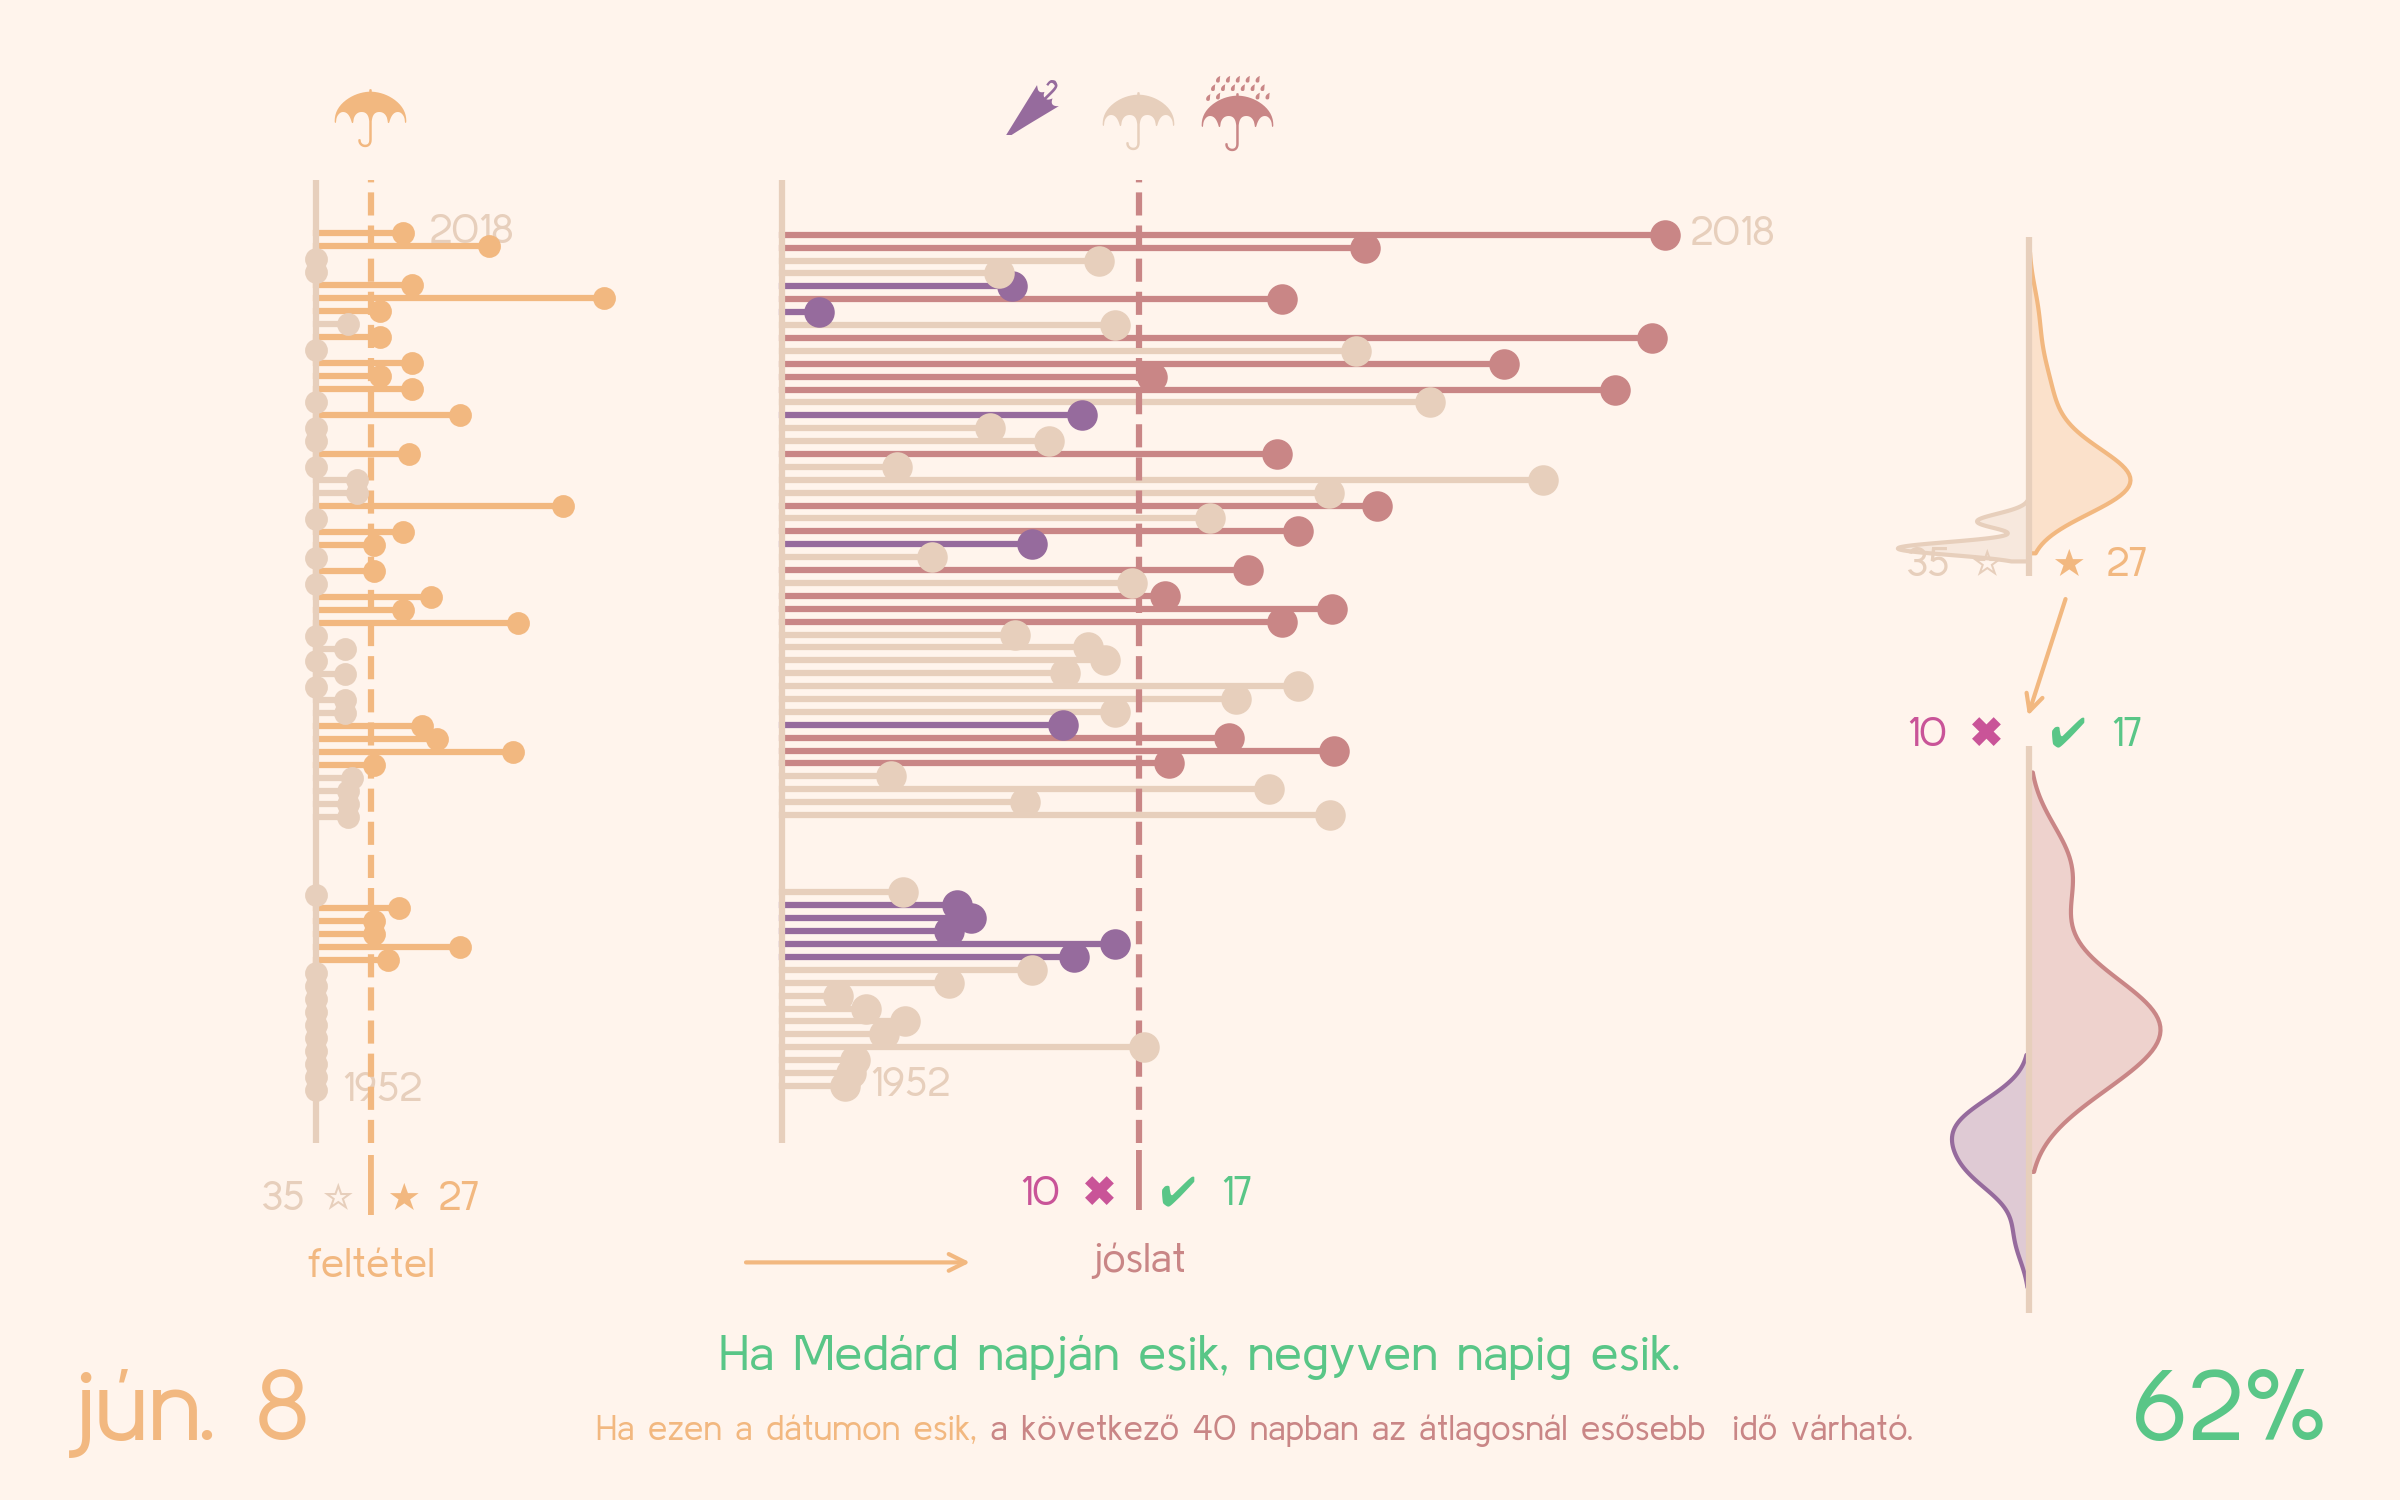 2018
2018
35 ☆ ★ 27
10 ✖ ✔ 17
1952
1952
35 ☆ ★ 27
10 ✖ ✔ 17
feltétel
jóslat
Ha Medárd napján esik, negyven napig esik.
jún. 8
62%
Ha ezen a dátumon esik, a következő 40 napban az átlagosnál esősebb idő várható.